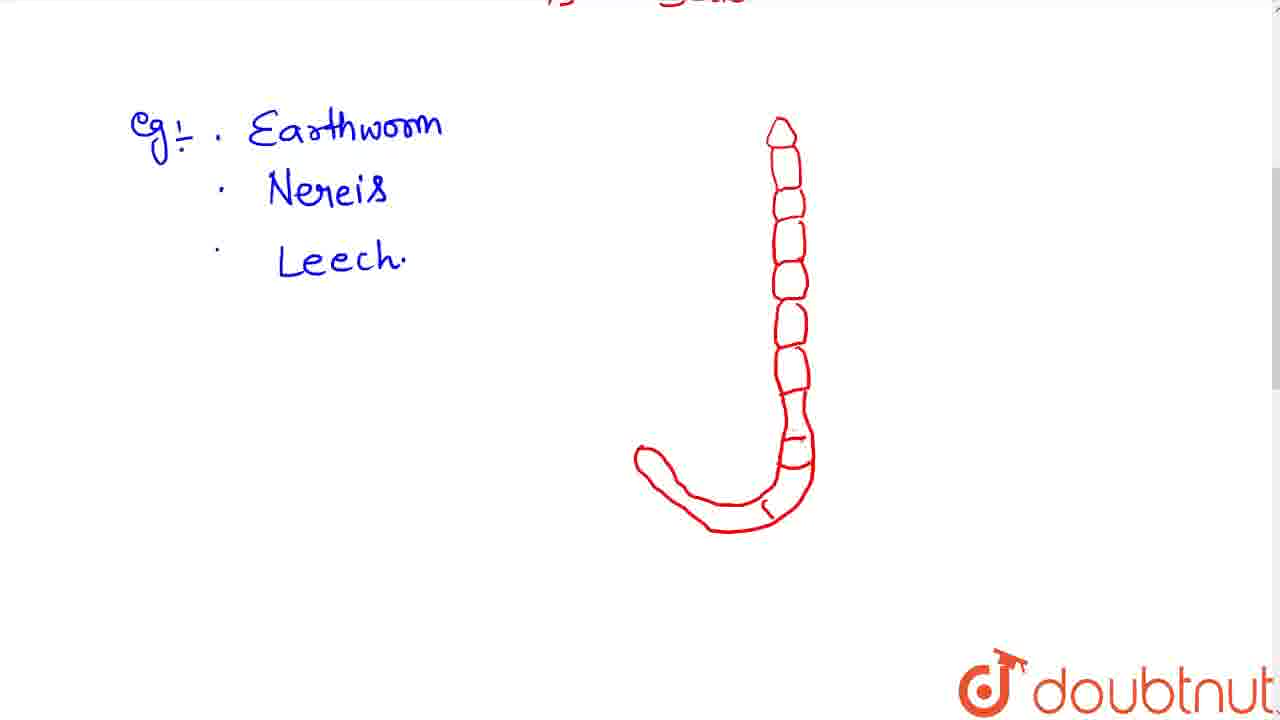 eg:- . Earthworm
. Nereis
. Leech.
doubtnut